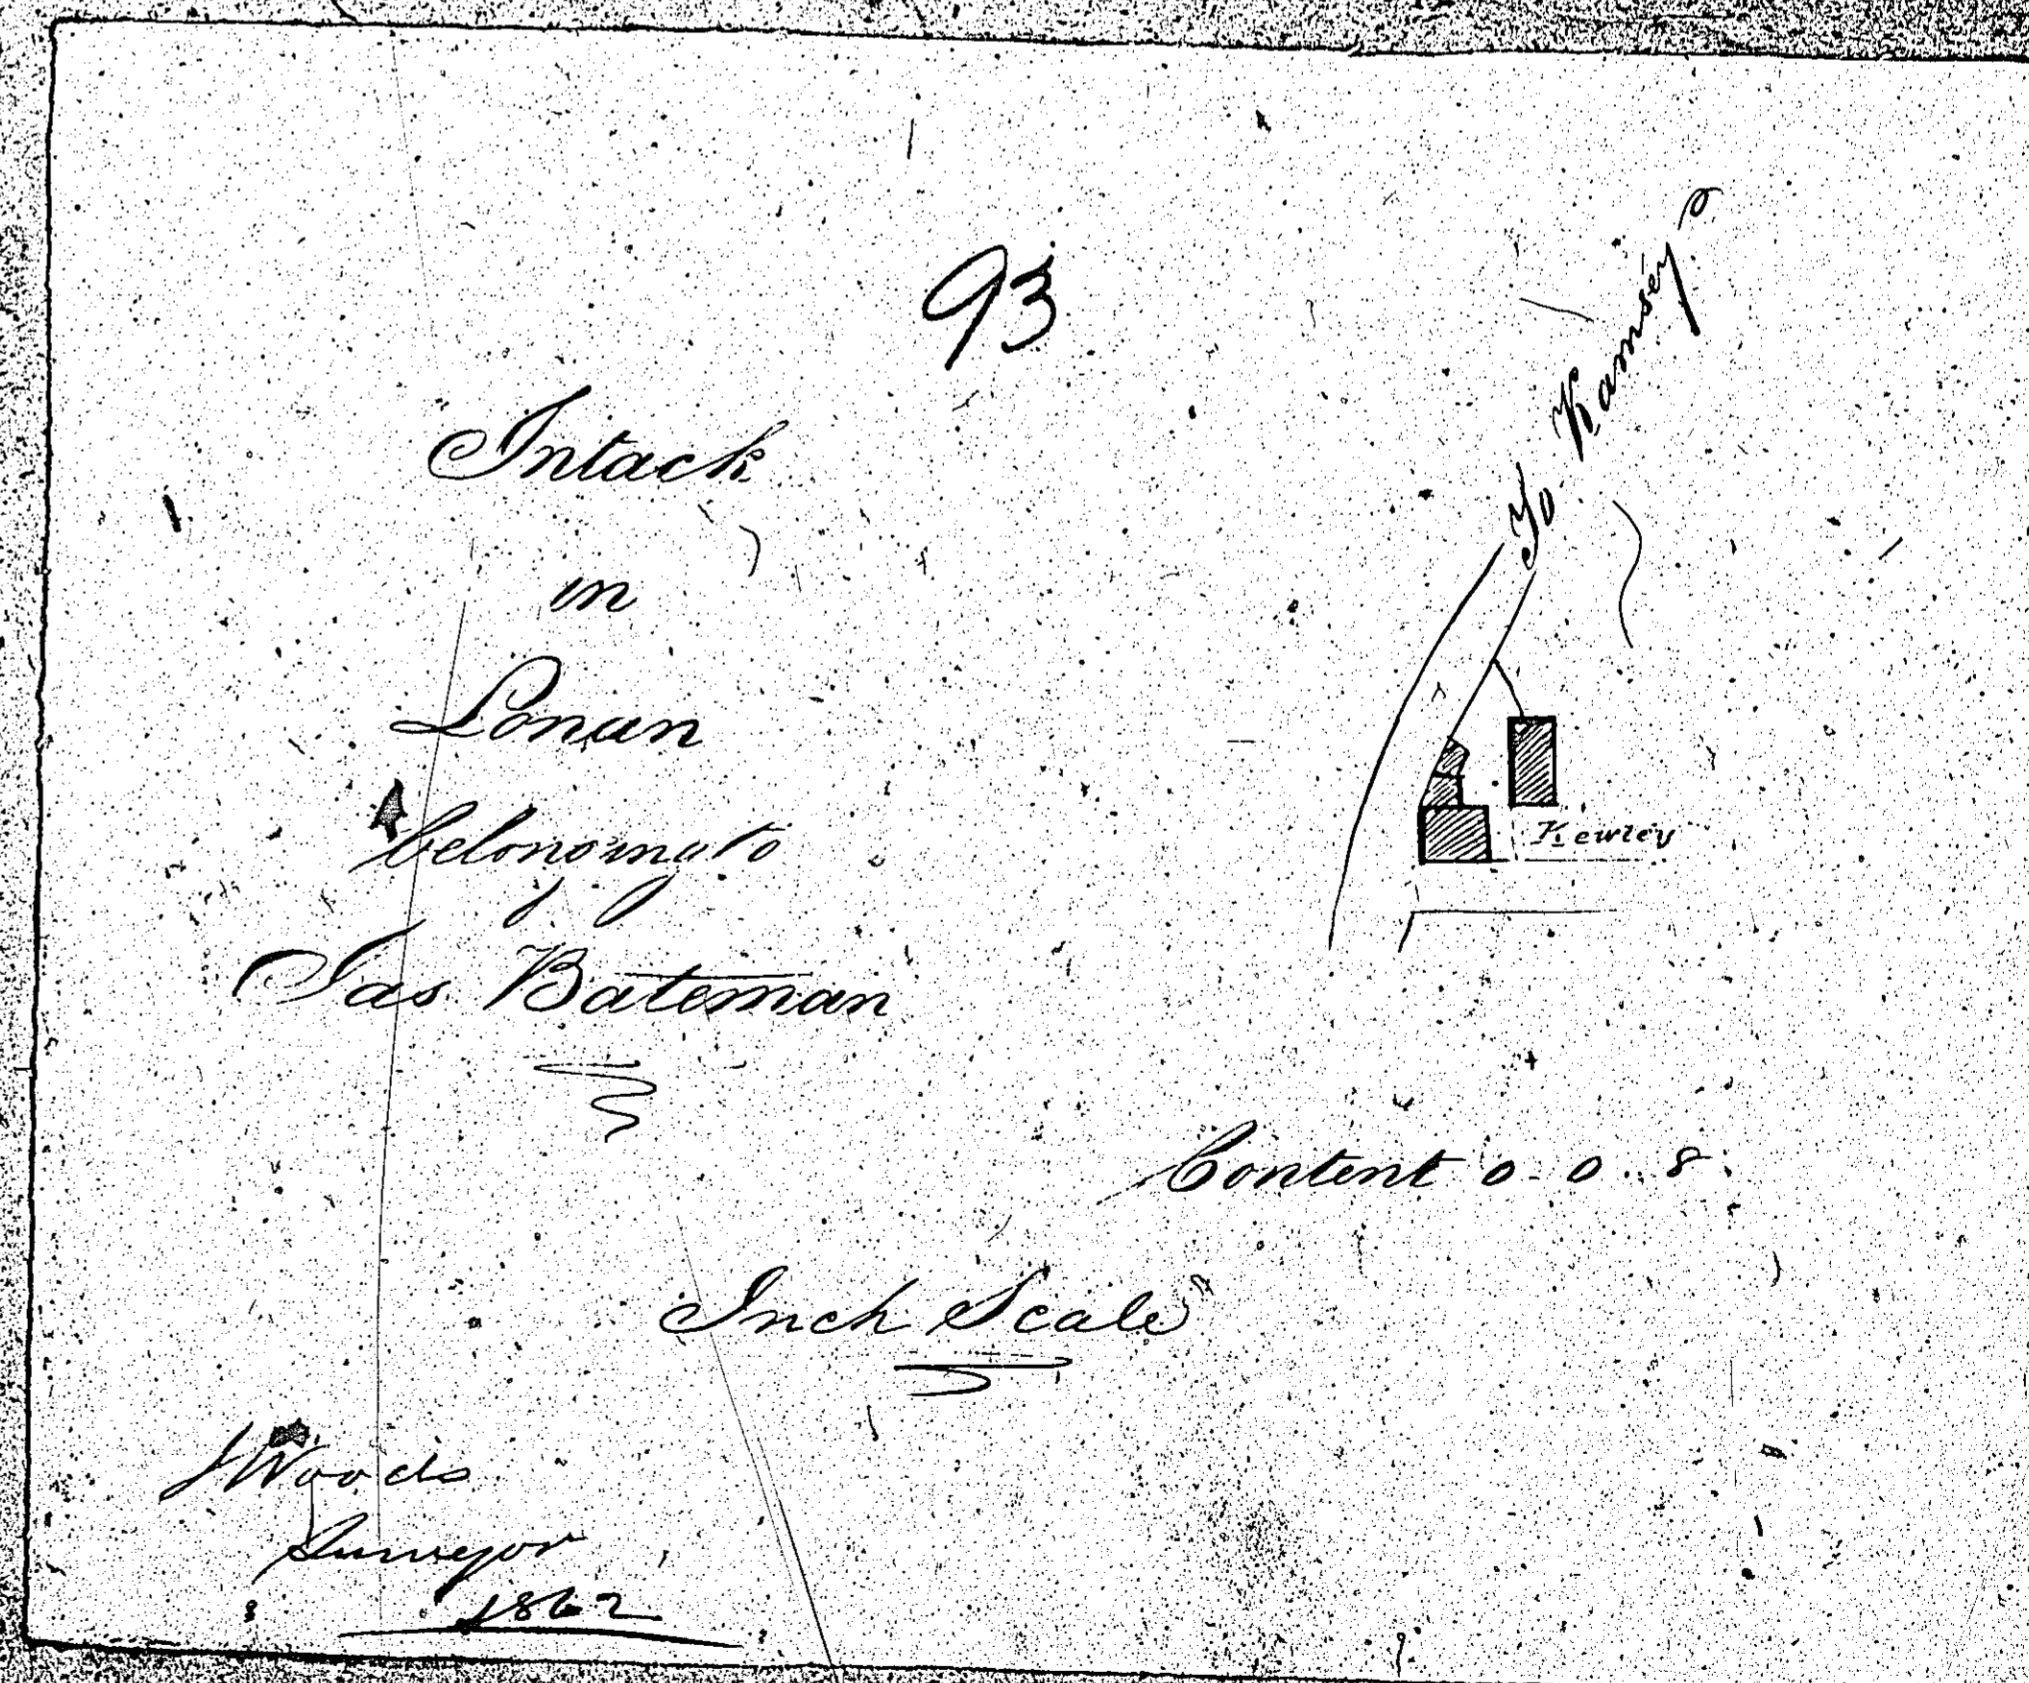 93
To Ramsey
Intack
in
Lonan
belonging to
Jas Bateman
Kewley
Content 0 - 0 .. 8
Inch Scale
J Woods
Surveyor
1862